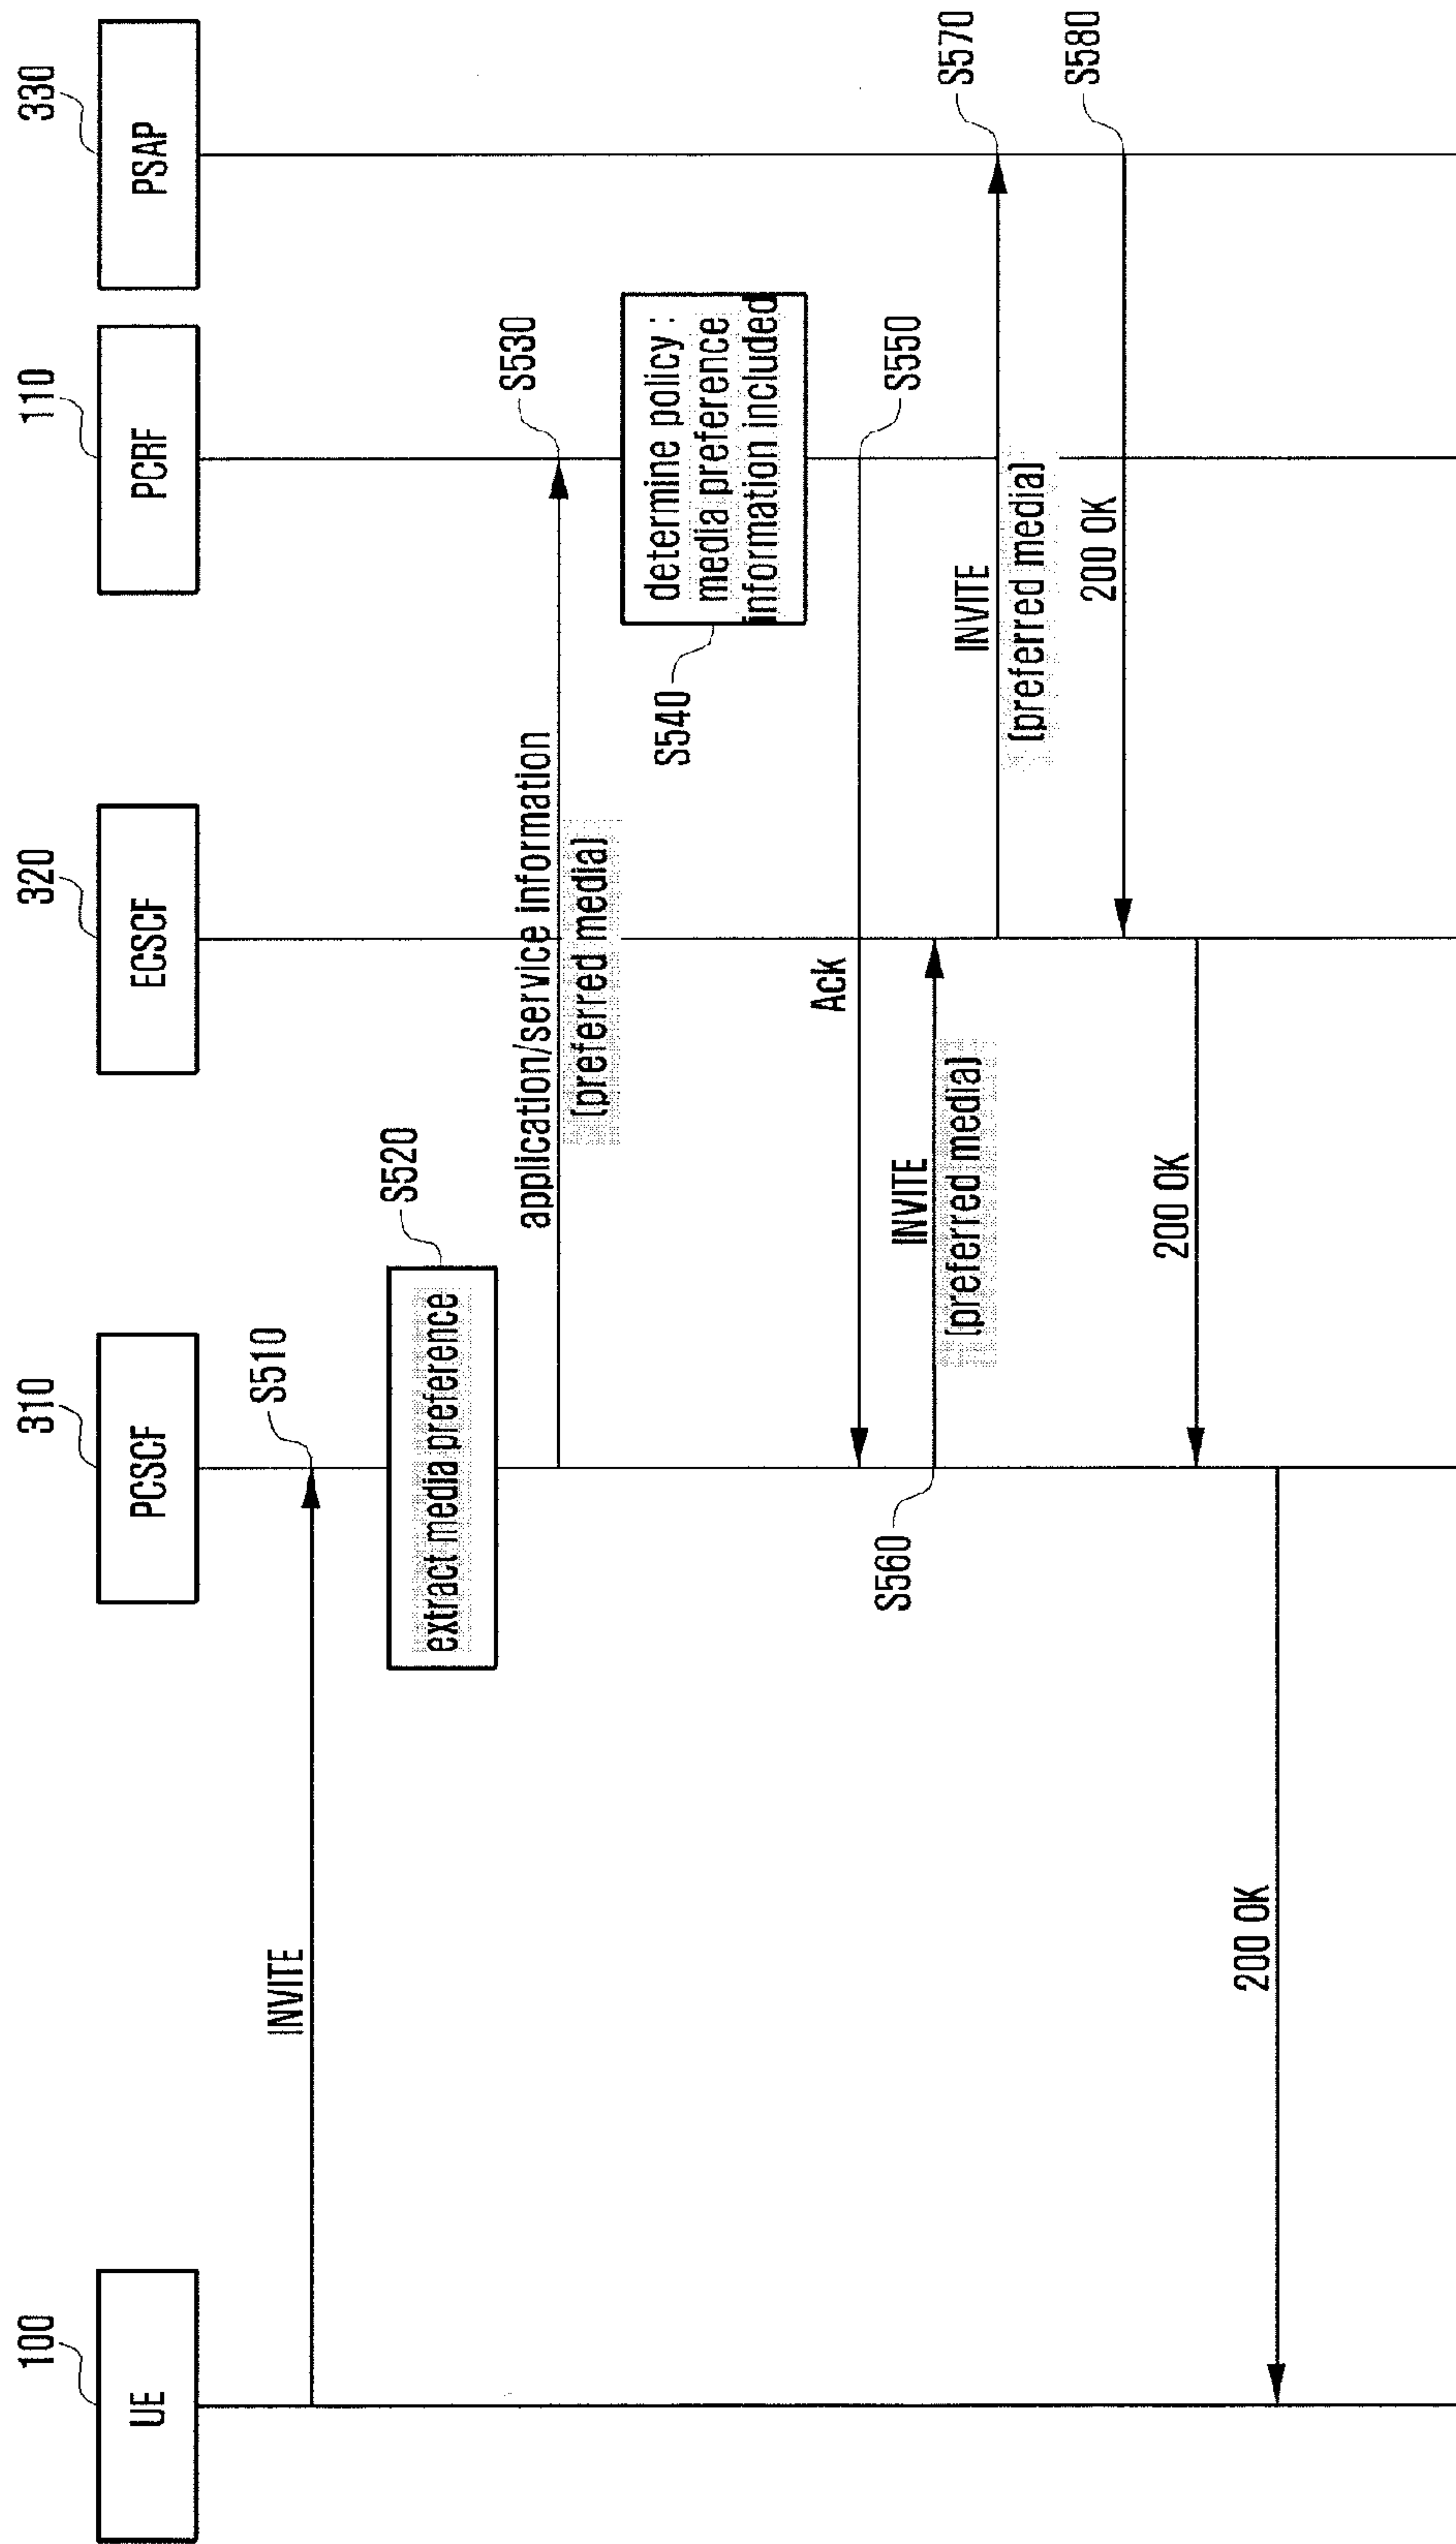 100
310
320
110
330
UE
PCSCF
ECSCF
PCRF
PSAP
INVITE
S510
extract media preference
S520
application/service information
(preferred media)
S530
determine policy :
media preference
information included
S540
Ack
S550
INVITE
(preferred media)
S560
INVITE
(preferred media)
S570
200 OK
S580
200 OK
200 OK